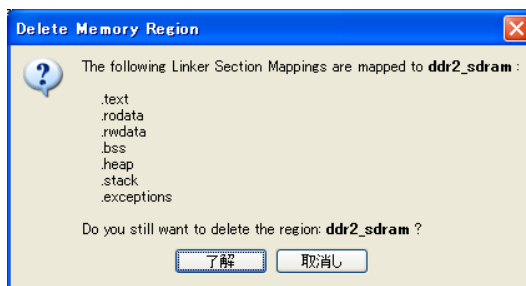 Delete Memory Region
The following Linker Section Mappings are mapped to ddr2_sdram :
.text
.rodata
.rwdata
.bss
.heap
.stack
.exceptions
Do you still want to delete the region: ddr2_sdram ?
了解
取消し